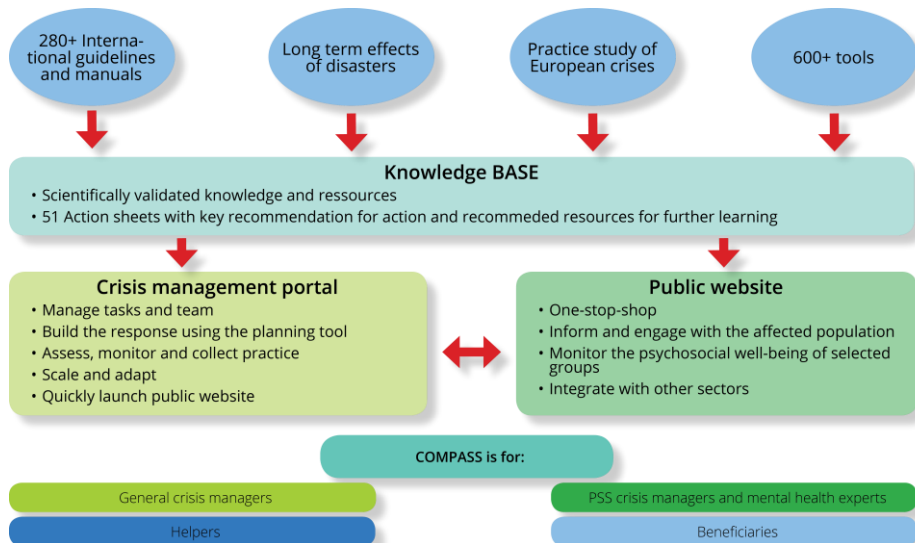 280+ Interna-
tional guidelines
and manuals
Long term effects
of disasters
Practice study of
European crises
600+ tools
Knowledge BASE
• Scientifically validated knowledge and ressources
• 51 Action sheets with key recommendation for action and recommeded resources for further learning
Crisis management portal
• Manage tasks and team
• Build the response using the planning tool
• Assess, monitor and collect practice
• Scale and adapt
• Quickly launch public website
Public website
• One-stop-shop
• Inform and engage with the affected population
• Monitor the psychosocial well-being of selected
groups
• Integrate with other sectors
COMPASS is for:
General crisis managers
PSS crisis managers and mental health experts
Helpers
Beneficiaries